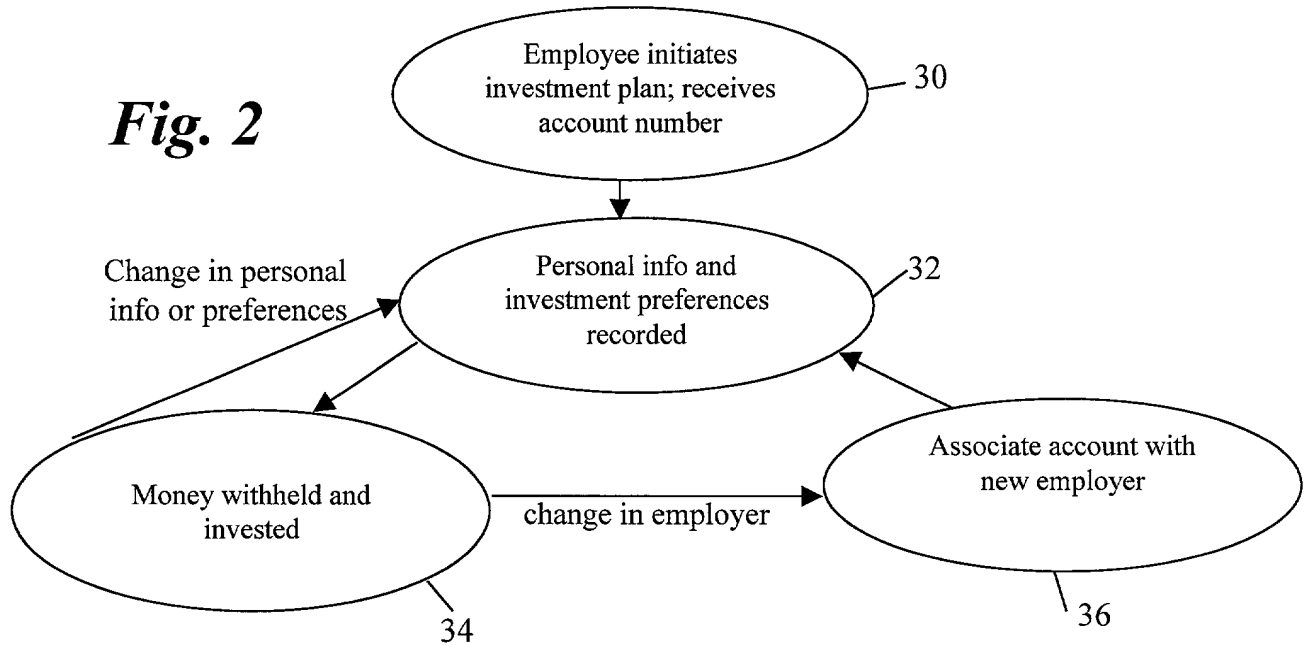 Fig. 2
Employee initiates
investment plan; receives
account number
30
Personal info and
investment preferences
recorded
32
Change in personal
info or preferences
Money withheld and
invested
34
change in employer
Associate account with
new employer
36